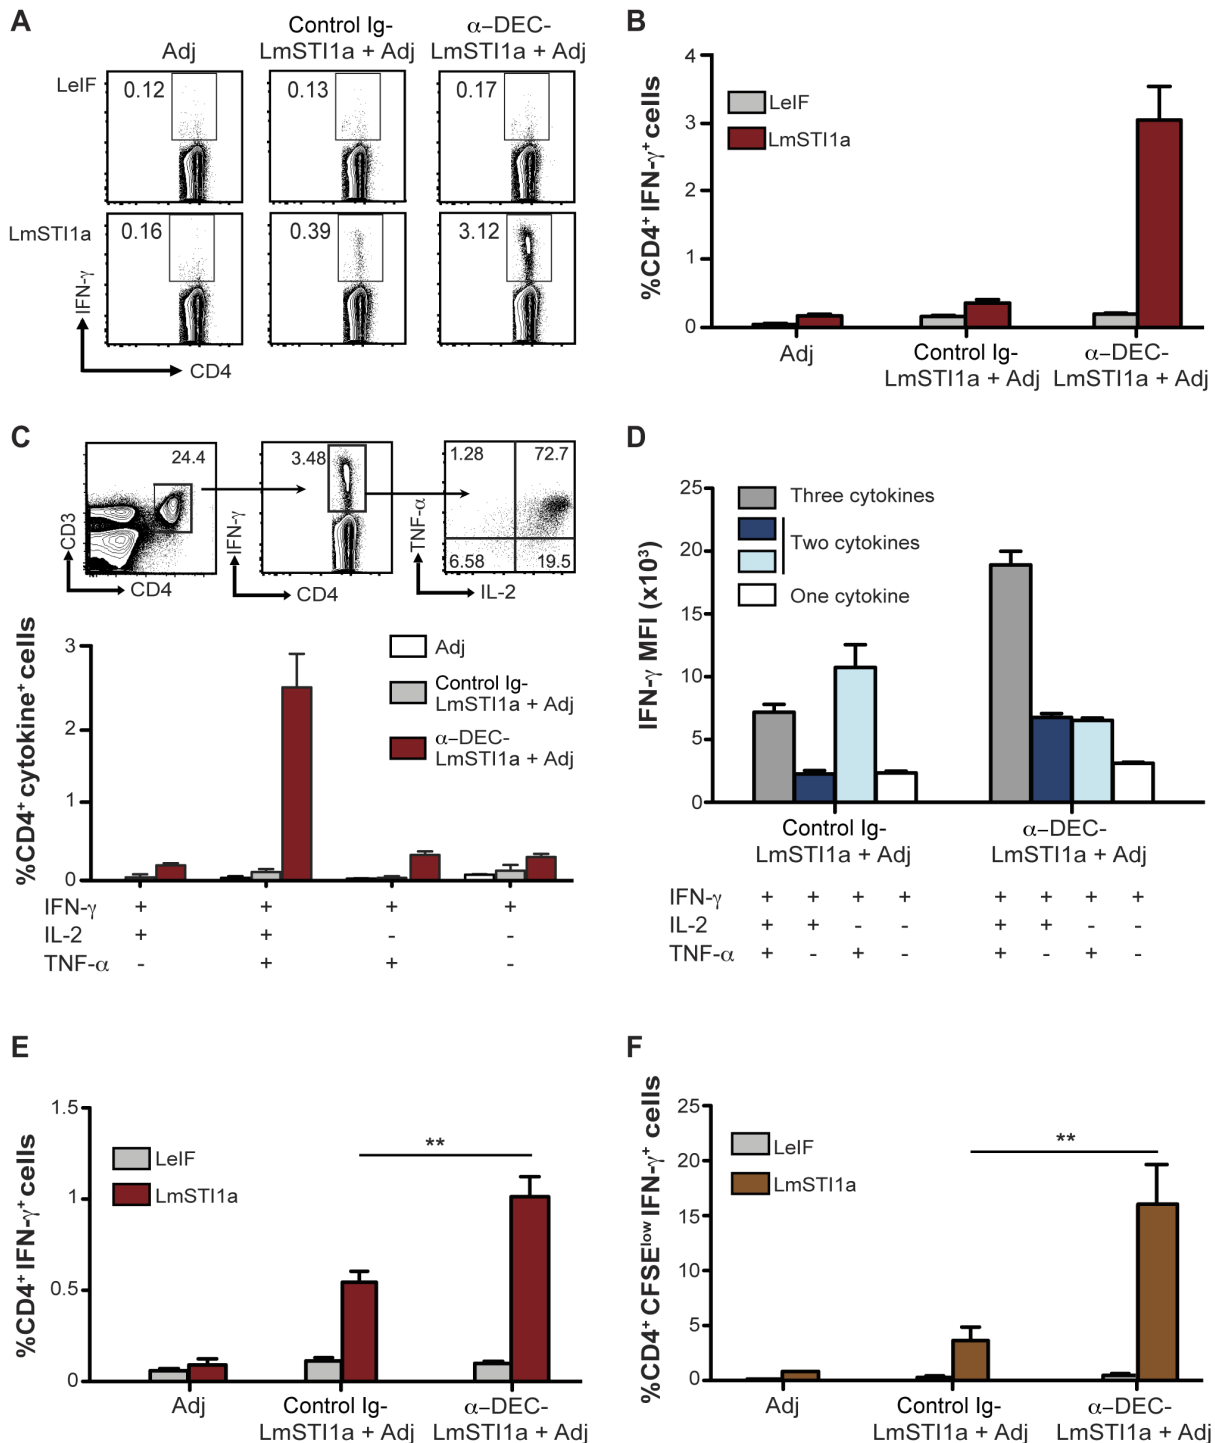 A
Adj
Control Ig-
LmSTI1a + Adj
α–DEC-
LmSTI1a + Adj
LeIF
0.12
0.13
0.17
LmSTI1a
0.16
0.39
3.12
IFN-γ
CD4
B
%CD4+ IFN-γ+ cells
4
3
2
1
0
LeIF
LmSTI1a
Adj
Control Ig-
LmSTI1a + Adj
α–DEC-
LmSTI1a + Adj
C
24.4
3.48
1.28
72.7
6.58
19.5
CD3
CD4
IFN-γ
CD4
TNF-α
IL-2
%CD4+ cytokine+ cells
3
2
1
0
Adj
Control Ig-
LmSTI1a + Adj
α–DEC-
LmSTI1a + Adj
IFN-γ + + + +
IL-2 + + - -
TNF-α - + + -
D
IFN-γ MFI (x10³)
25
20
15
10
5
0
Three cytokines
Two cytokines
One cytokine
Control Ig-
LmSTI1a + Adj
α–DEC-
LmSTI1a + Adj
IFN-γ + + + + + + + +
IL-2 + + - - + + - -
TNF-α + - + - + - + -
E
%CD4+ IFN-γ+ cells
1.5
1
0.5
0
LeIF
LmSTI1a
**
Adj
Control Ig-
LmSTI1a + Adj
α–DEC-
LmSTI1a + Adj
F
%CD4+ CFSElow IFN-γ+ cells
25
20
15
10
5
0
LeIF
LmSTI1a
**
Adj
Control Ig-
LmSTI1a + Adj
α–DEC-
LmSTI1a + Adj